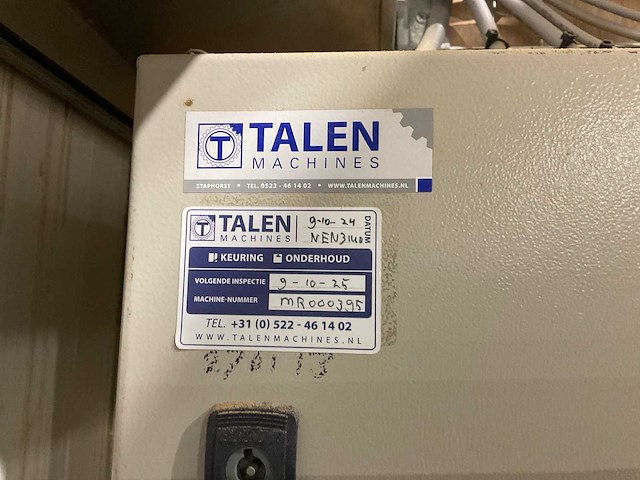 TALEN
MACHINES
STAPHORST • TEL. 0522 - 46 14 02 • WWW.TALENMACHINES.NL
TALEN
MACHINES
9-10-24
NEN3140
DATUM
KEURING ONDERHOUD
VOLGENDE INSPECTIE 9-10-25
MACHINE-NUMMER MR000395
TEL. +31 (0) 522 - 46 14 02
WWW.TALENMACHINES.NL